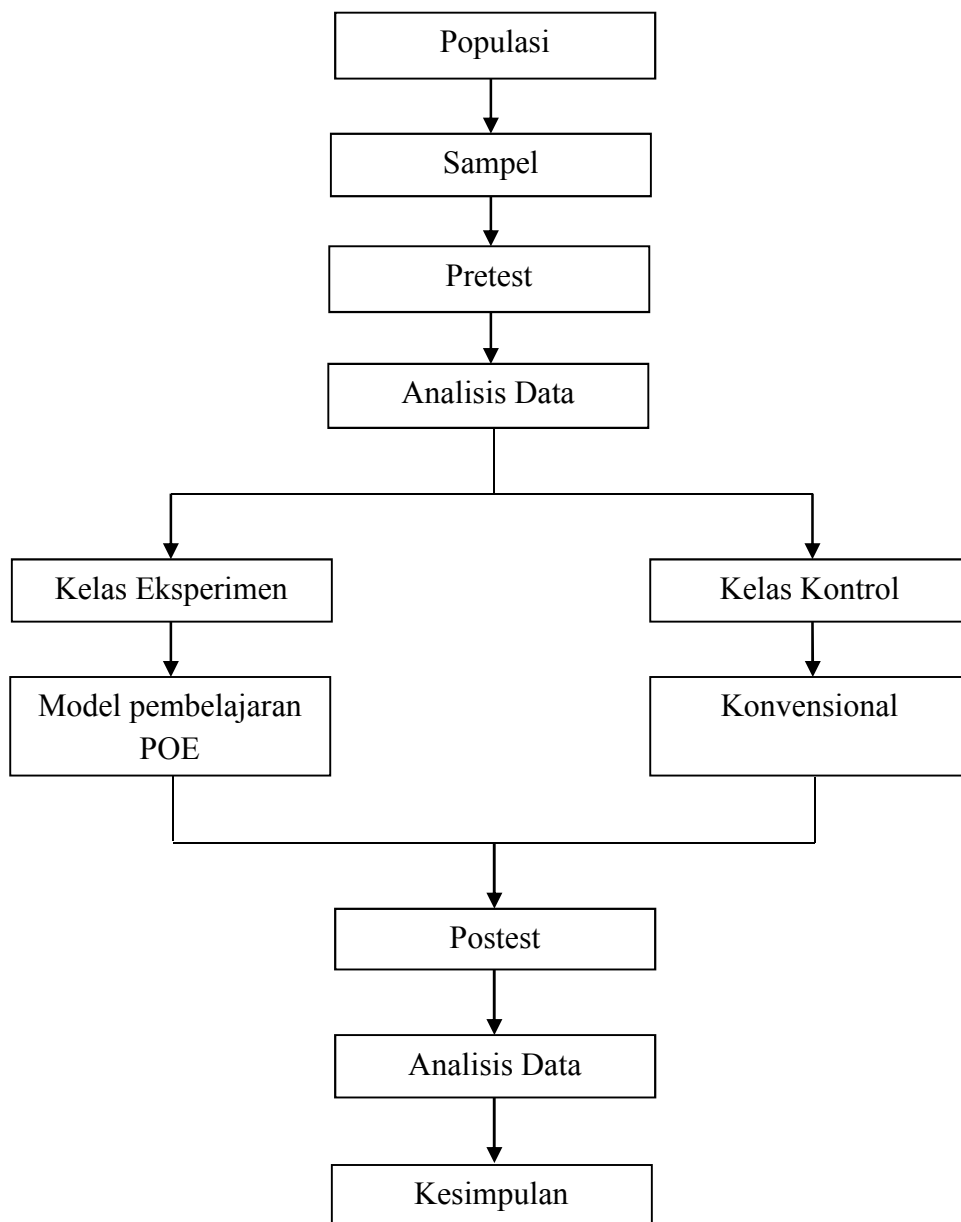 Populasi
Sampel
Pretest
Analisis Data
Kelas Eksperimen
Kelas Kontrol
Model pembelajaran
POE
Konvensional
Postest
Analisis Data
Kesimpulan